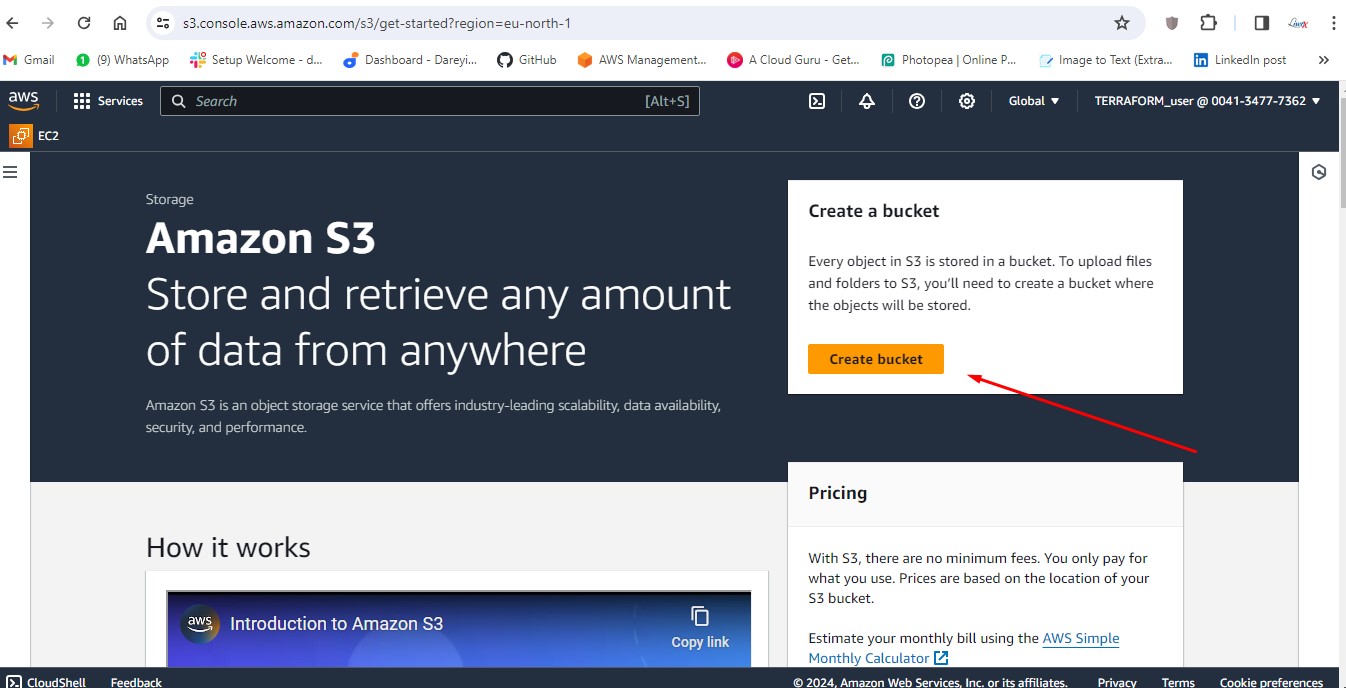 s3.console.aws.amazon.com/s3/get-started?region=eu-north-1
Gmail
(9) WhatsApp
Setup Welcome - d...
Dashboard - Dareyi...
GitHub
AWS Management...
A Cloud Guru - Get...
Photopea | Online P...
Image to Text (Extra...
LinkedIn post
aws
Services
Search
[Alt+S]
Global
TERRAFORM_user @ 0041-3477-7362
EC2
Storage
Amazon S3
Store and retrieve any amount
of data from anywhere
Amazon S3 is an object storage service that offers industry-leading scalability, data availability,
security, and performance.
Create a bucket
Every object in S3 is stored in a bucket. To upload files
and folders to S3, you'll need to create a bucket where
the objects will be stored.
Create bucket
Pricing
With S3, there are no minimum fees. You only pay for
what you use. Prices are based on the location of your
S3 bucket.
Estimate your monthly bill using the AWS Simple
Monthly Calculator
How it works
aws
Introduction to Amazon S3
Copy link
CloudShell
Feedback
© 2024, Amazon Web Services, Inc. or its affiliates.
Privacy
Terms
Cookie preferences